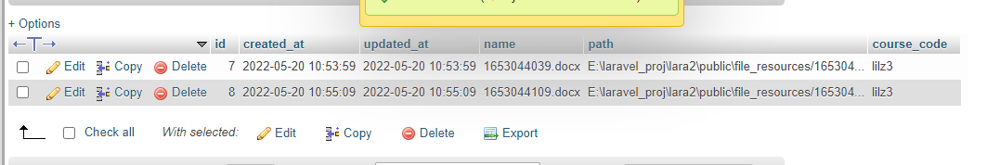 + Options
←T→ id created_at updated_at name path course_code
Edit Copy Delete 7 2022-05-20 10:53:59 2022-05-20 10:53:59 1653044039.docx E:\laravel_proj\lara2\public\file_resources/165304... lilz3
Edit Copy Delete 8 2022-05-20 10:55:09 2022-05-20 10:55:09 1653044109.docx E:\laravel_proj\lara2\public\file_resources/165304... lilz3
Check all With selected: Edit Copy Delete Export